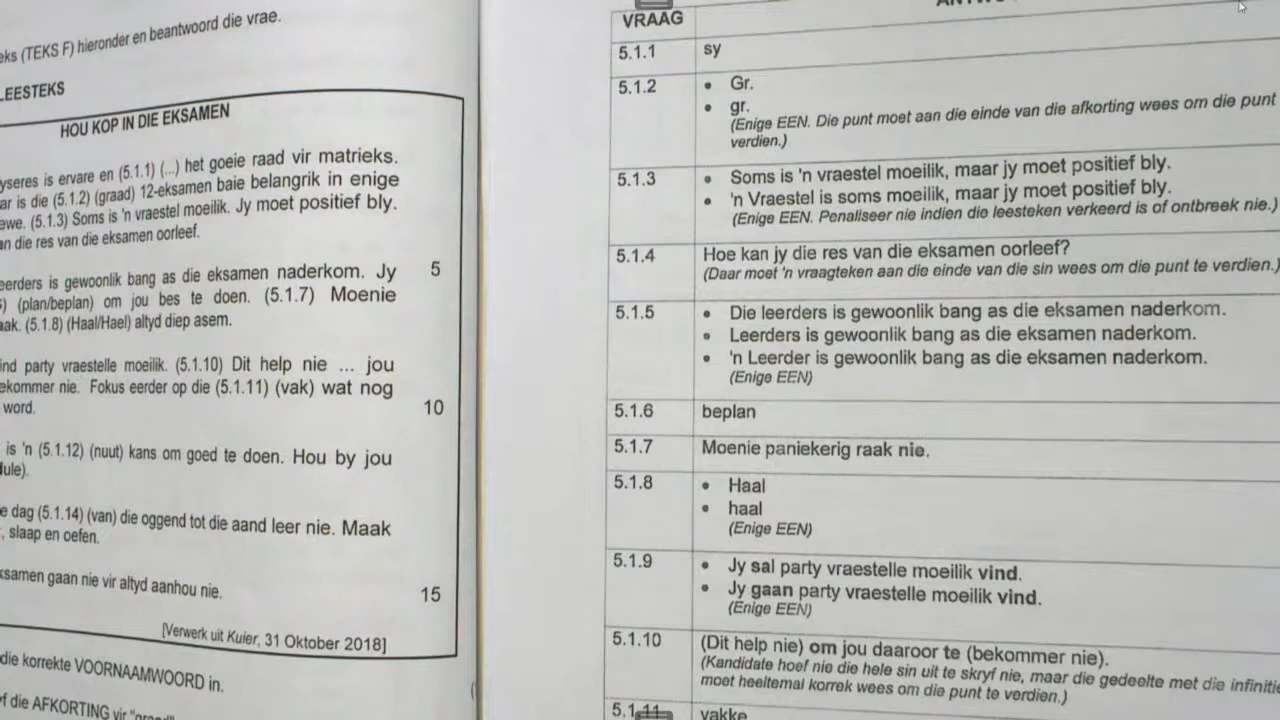 (TEKS F) hieronder en beantwoord die vrae.
LEESTEKS
HOU KOP IN DIE EKSAMEN
is ervare en (5.1.1) (...) het goeie raad vir matrieks.
is die (5.1.2) (graad) 12-eksamen baie belangrik in enige
(5.1.3) Soms is 'n vraestel moeilik. Jy moet positief bly.
die res van die eksamen oorleef.
is gewoonlik bang as die eksamen naderkom. Jy
5
(plan/beplan) om jou bes te doen. (5.1.7) Moenie
(5.1.8) (Haal/Hael) altyd diep asem.
party vraestelle moeilik. (5.1.10) Dit help nie ... jou
nie. Fokus eerder op die (5.1.11) (vak) wat nog
word.
10
is 'n (5.1.12) (nuut) kans om goed te doen. Hou by jou
dag (5.1.14) (van) die oggend tot die aand leer nie. Maak
, slaap en oefen.
gaan nie vir altyd aanhou nie.
15
[Verwerk uit Kuier, 31 Oktober 2018]
die korrekte VOORNAAMWOORD in.
die AFKORTING vir "graad"
VRAAG
5.1.1 sy
5.1.2 • Gr.
• gr.
(Enige EEN. Die punt moet aan die einde van die afkorting wees om die punt
verdien.)
5.1.3 • Soms is 'n vraestel moeilik, maar jy moet positief bly.
• 'n Vraestel is soms moeilik, maar jy moet positief bly.
(Enige EEN. Penaliseer nie indien die leesteken verkeerd is of ontbreek nie.)
5.1.4 Hoe kan jy die res van die eksamen oorleef?
(Daar moet 'n vraagteken aan die einde van die sin wees om die punt te verdien.)
5.1.5 • Die leerders is gewoonlik bang as die eksamen naderkom.
• Leerders is gewoonlik bang as die eksamen naderkom.
• 'n Leerder is gewoonlik bang as die eksamen naderkom.
(Enige EEN)
5.1.6 beplan
5.1.7 Moenie paniekerig raak nie.
5.1.8 • Haal
• haal
(Enige EEN)
5.1.9 • Jy sal party vraestelle moeilik vind.
• Jy gaan party vraestelle moeilik vind.
(Enige EEN)
5.1.10 (Dit help nie) om jou daaroor te (bekommer nie).
(Kandidate hoef nie die hele sin uit te skryf nie, maar die gedeelte met die
moet heeltemal korrek wees om die punt te verdien.)
5.1.11 vakke